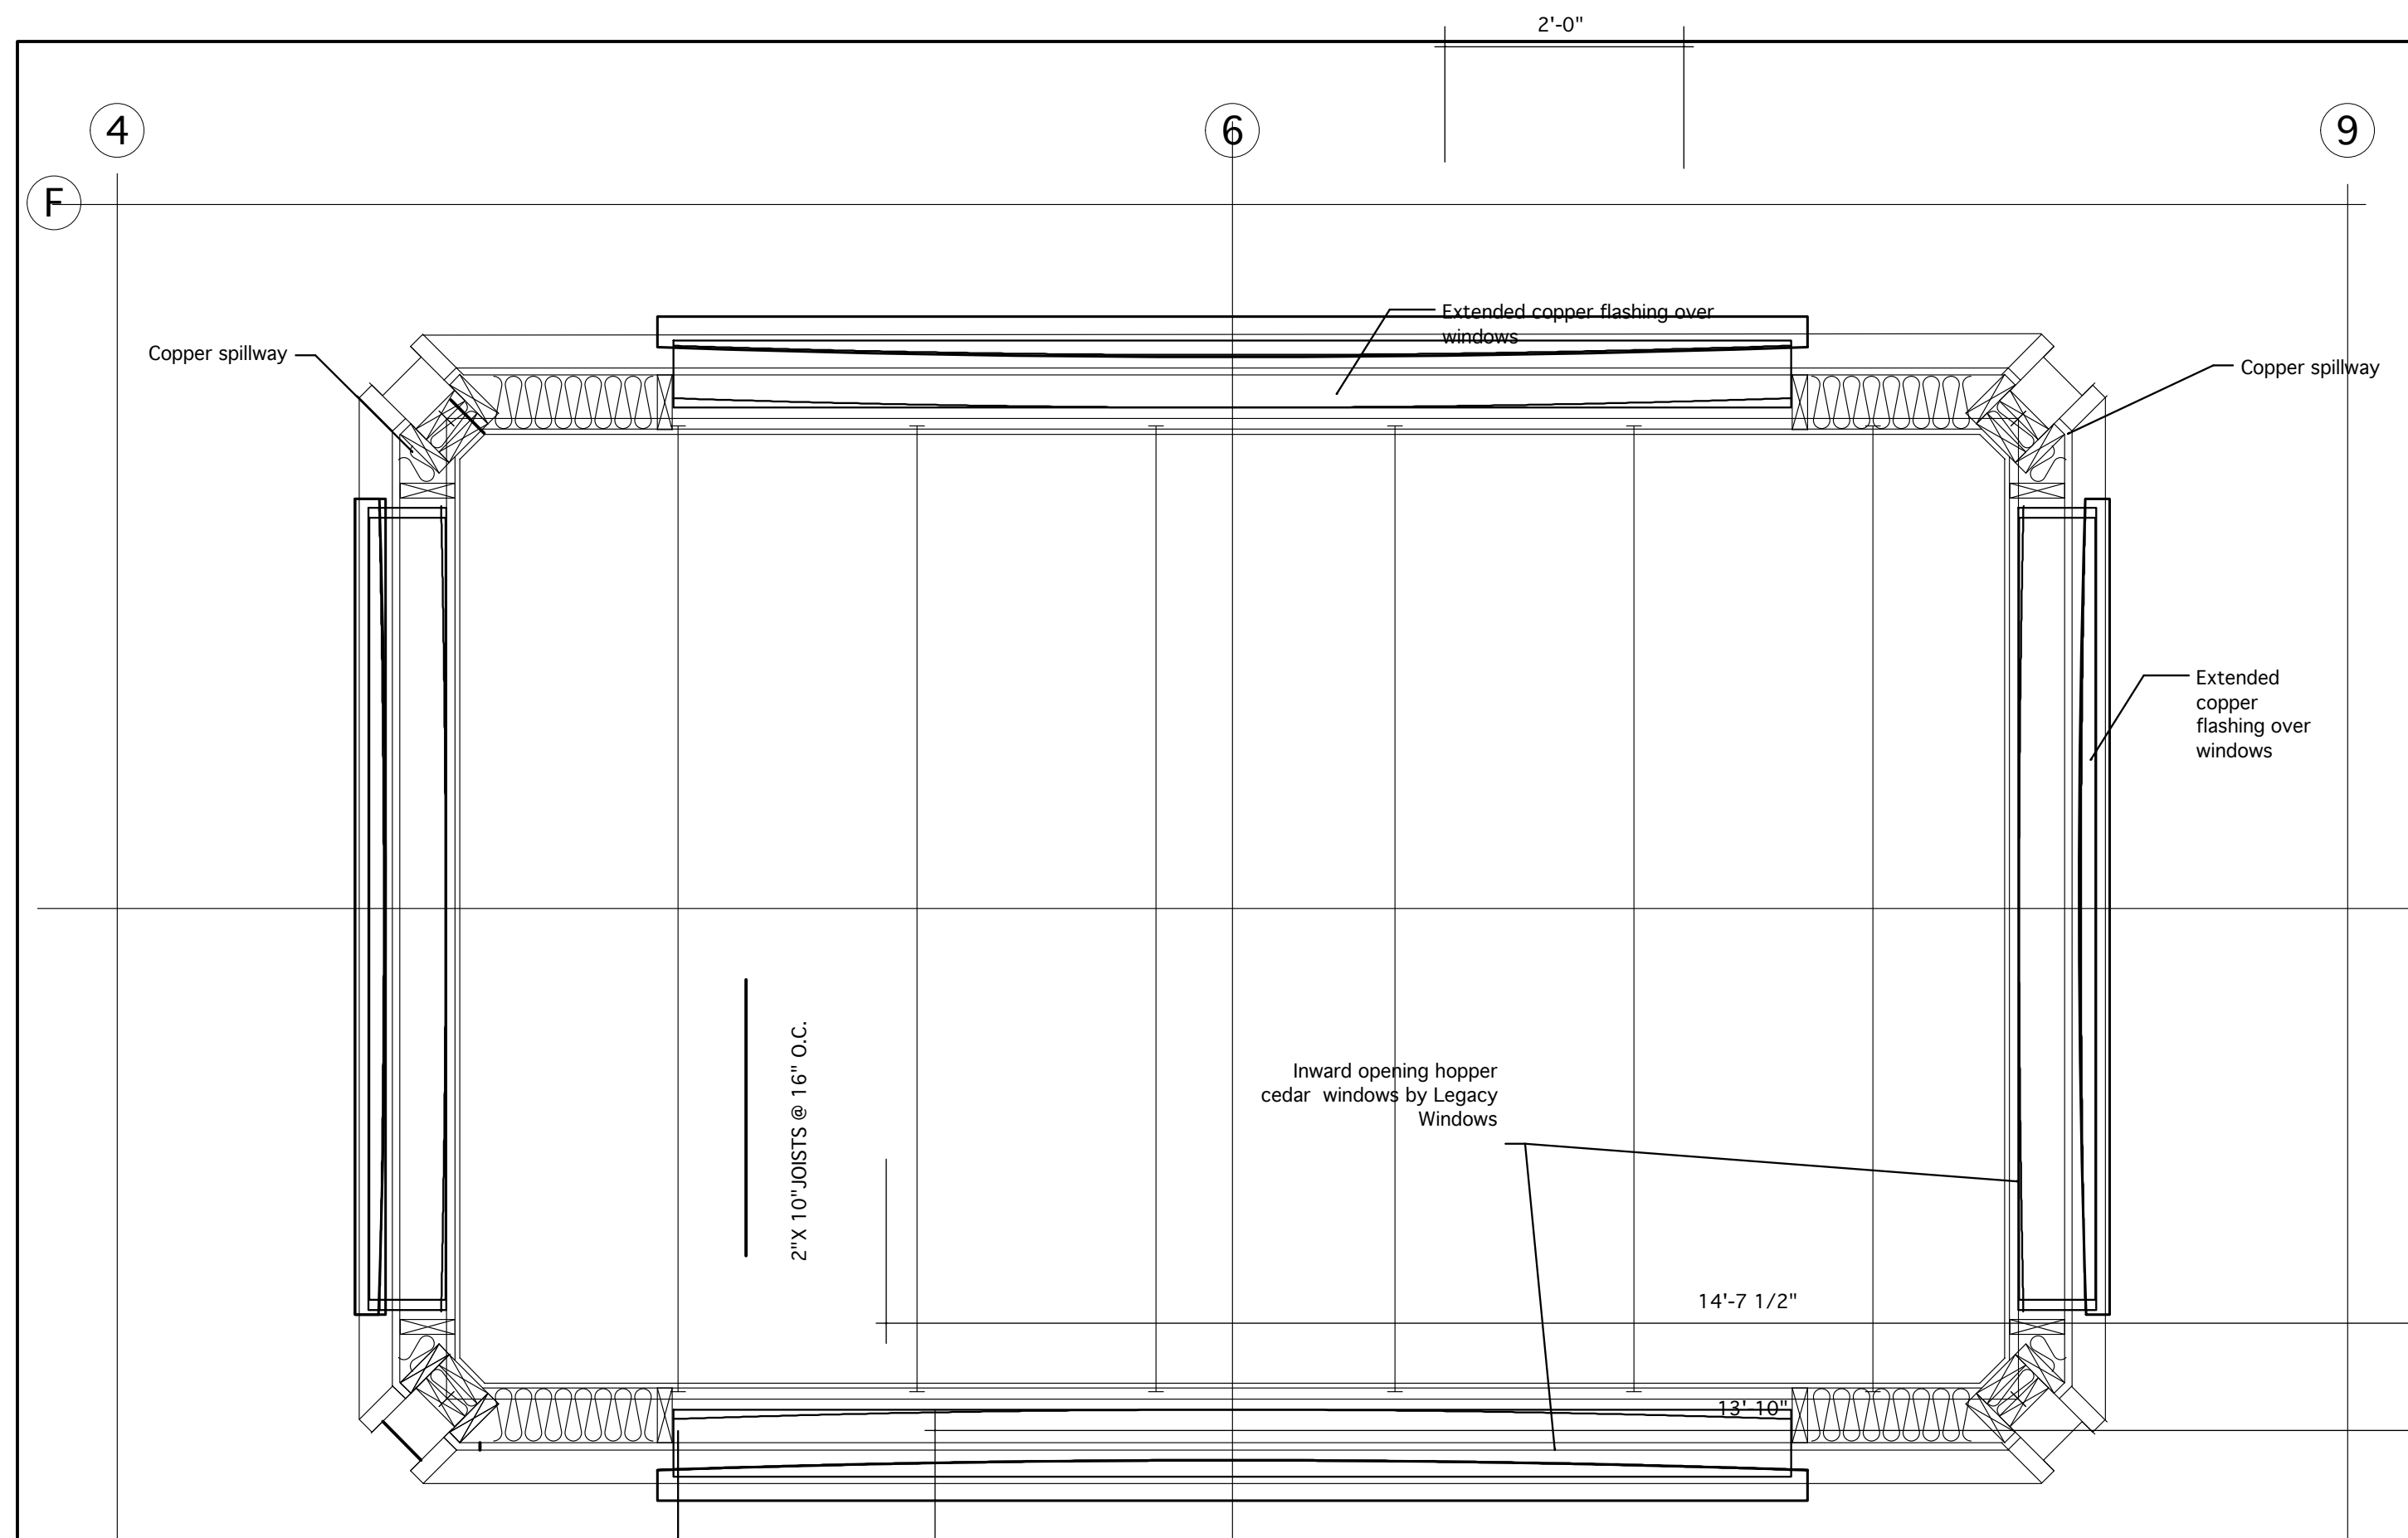 2'-0"
4
6
9
F
Extended copper flashing over
windows
Copper spillway
Copper spillway
Extended
copper
flashing over
windows
2"X 10"JOISTS @ 16" O.C.
Inward opening hopper
cedar  windows by Legacy
Windows
14'-7 1/2"
13'-10"